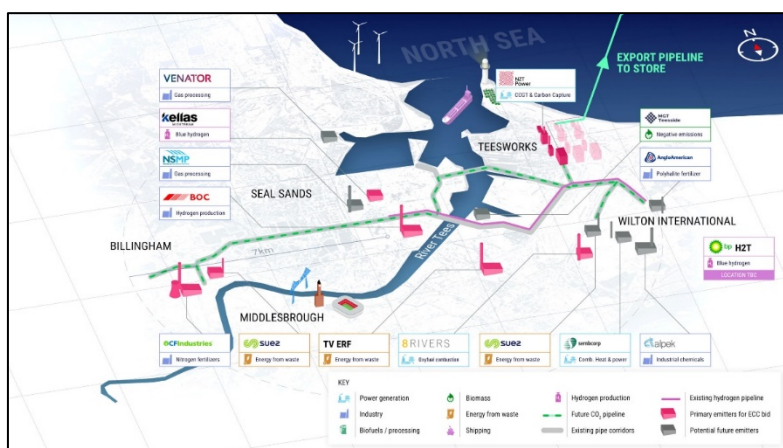 NORTH SEA
EXPORT PIPELINE
TO STORE
N
VENATOR
Gas processing
kellas
MIDSTREAM
Blue hydrogen
NSMP
Gas processing
BOC
Hydrogen production
NZT
Power
CCGT & Carbon Capture
MGT
Teesside
Negative emissions
AngloAmerican
Polyhalite fertilizer
TEESWORKS
SEAL SANDS
WILTON INTERNATIONAL
BILLINGHAM
7km
River Tees
MIDDLESBROUGH
bp H2T
Blue hydrogen
LOCATION TBC
CF industries
Nitrogen fertilizers
suez
Energy from waste
TV ERF
Energy from waste
8 RIVERS
Oxyfuel combustion
suez
Energy from waste
sembcorp
Comb. Heat & power
alpek
Industrial chemicals
KEY
Power generation
Biomass
Hydrogen production
Existing hydrogen pipeline
Industry
Energy from waste
Future CO₂ pipeline
Primary emitters for ECC bid
Biofuels / processing
Shipping
Existing pipe corridors
Potential future emitters